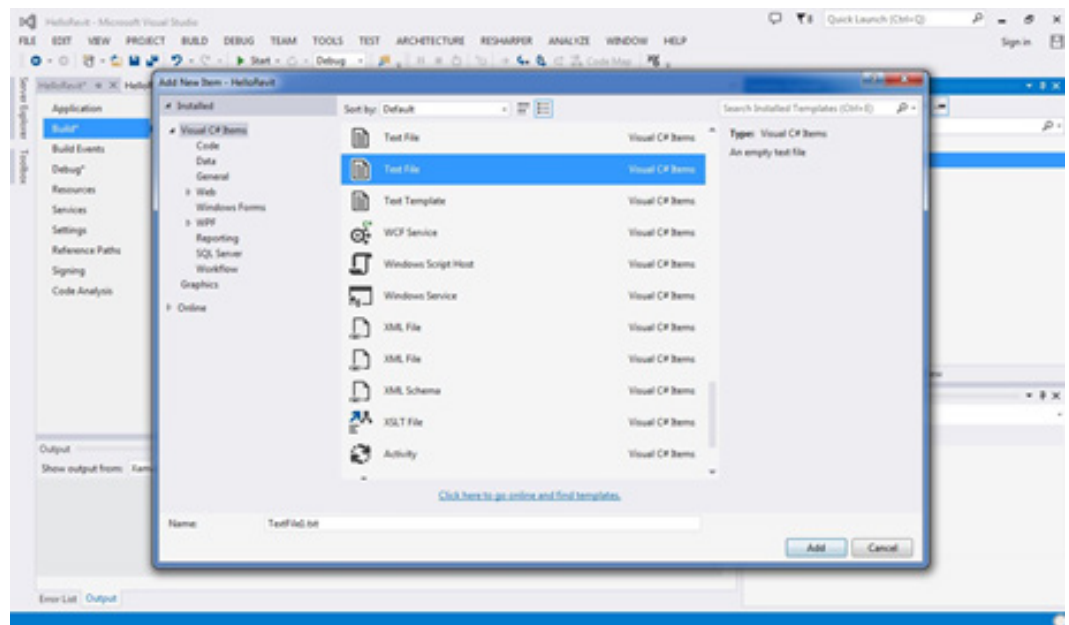 HelloRevit - Microsoft Visual Studio
Quick Launch (Ctrl+Q)
FILE EDIT VIEW PROJECT BUILD DEBUG TEAM TOOLS TEST ARCHITECTURE RESHARPER ANALYZE WINDOW HELP
Sign in
Start Debug Code Map
Server Explorer
Toolbox
HelloRevit*
Application
Build*
Build Events
Debug*
Resources
Services
Settings
Reference Paths
Signing
Code Analysis
Add New Item - HelloRevit
Installed
Visual C# Items
Code
Data
General
Web
Windows Forms
WPF
Reporting
SQL Server
Workflow
Graphics
Online
Sort by: Default
Text File Visual C# Items
Text File Visual C# Items
Text Template Visual C# Items
WCF Service Visual C# Items
Windows Script Host Visual C# Items
Windows Service Visual C# Items
XML File Visual C# Items
XML File Visual C# Items
XML Schema Visual C# Items
XSLT File Visual C# Items
Activity Visual C# Items
Click here to go online and find templates.
Search Installed Templates (Ctrl+E)
Type: Visual C# Items
An empty text file
Name:
Add Cancel
Output
Show output from:
Error List Output